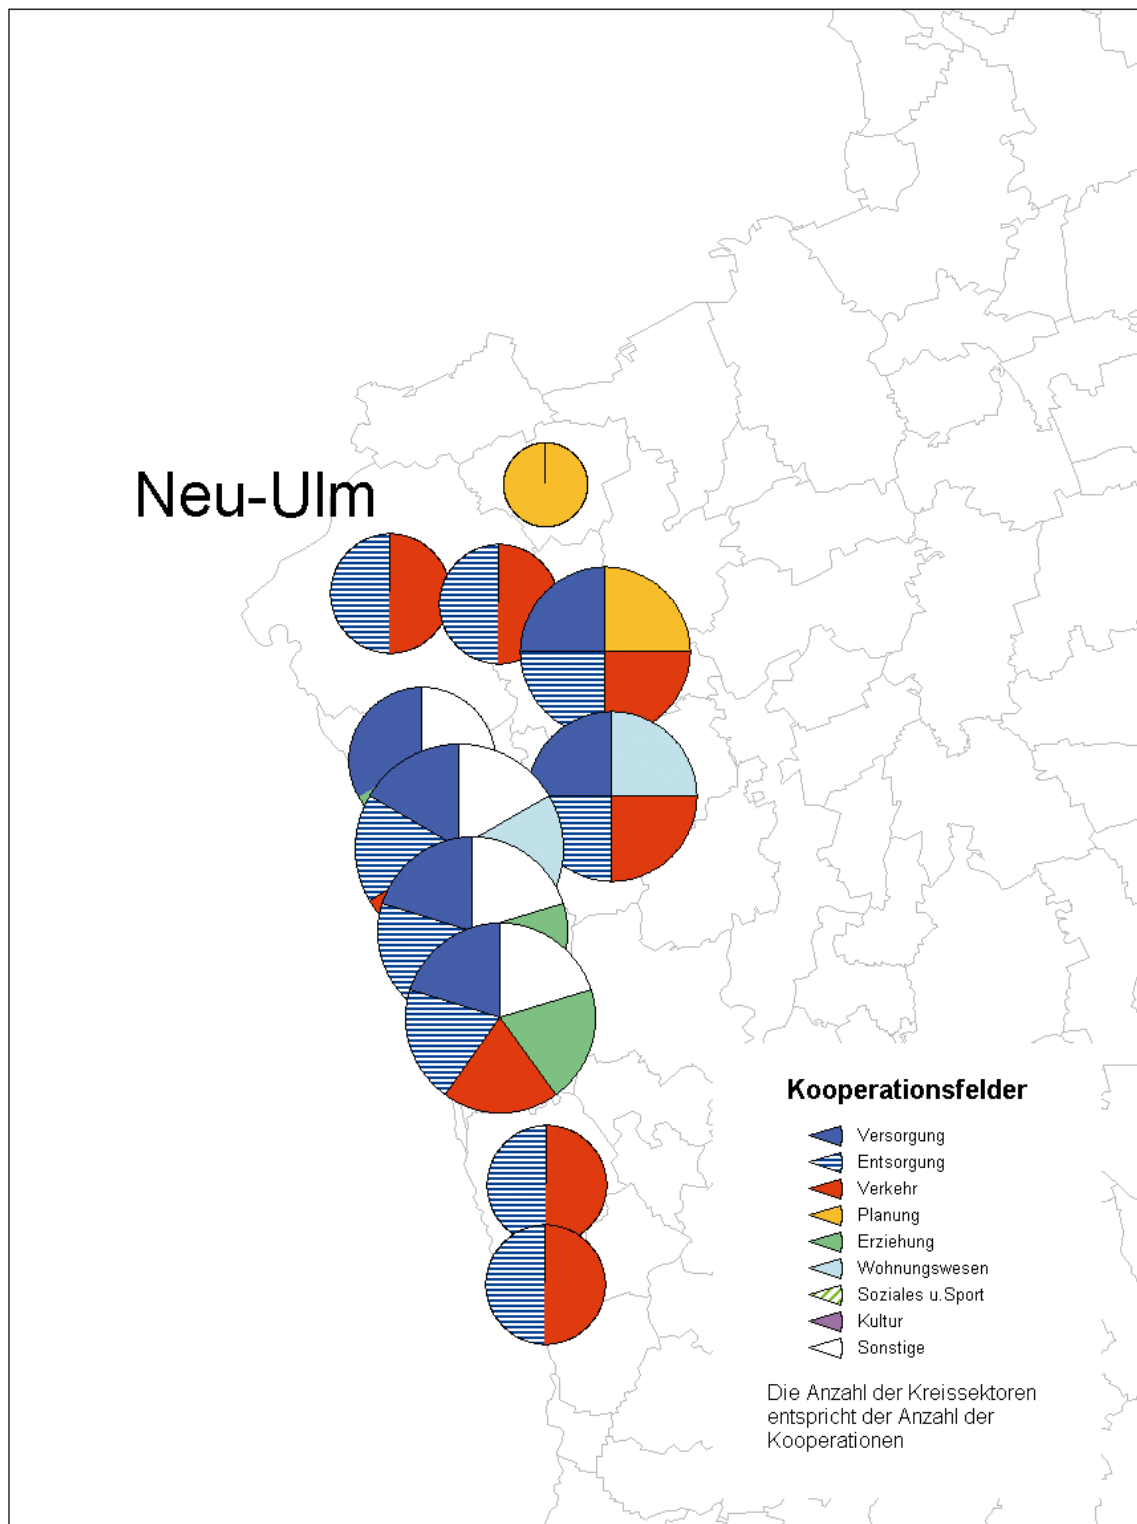 Neu-Ulm
Kooperationsfelder
Versorgung
Entsorgung
Verkehr
Planung
Erziehung
Wohnungswesen
Soziales u.Sport
Kultur
Sonstige
Die Anzahl der Kreissektoren
entspricht der Anzahl der
Kooperationen